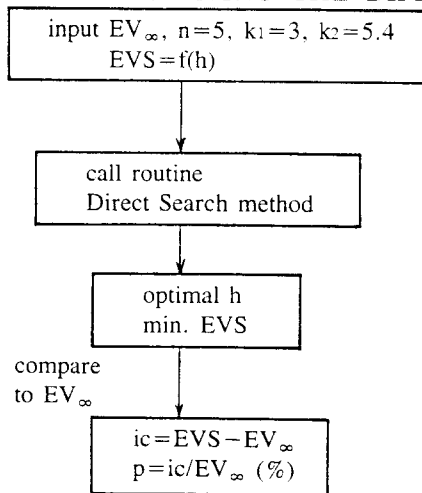 input EV∞, n=5, k1=3, k2=5.4
EVS=f(h)
call routine
Direct Search method
optimal h
min. EVS
compare
to EV∞
ic=EVS−EV∞
p=ic/EV∞ (%)